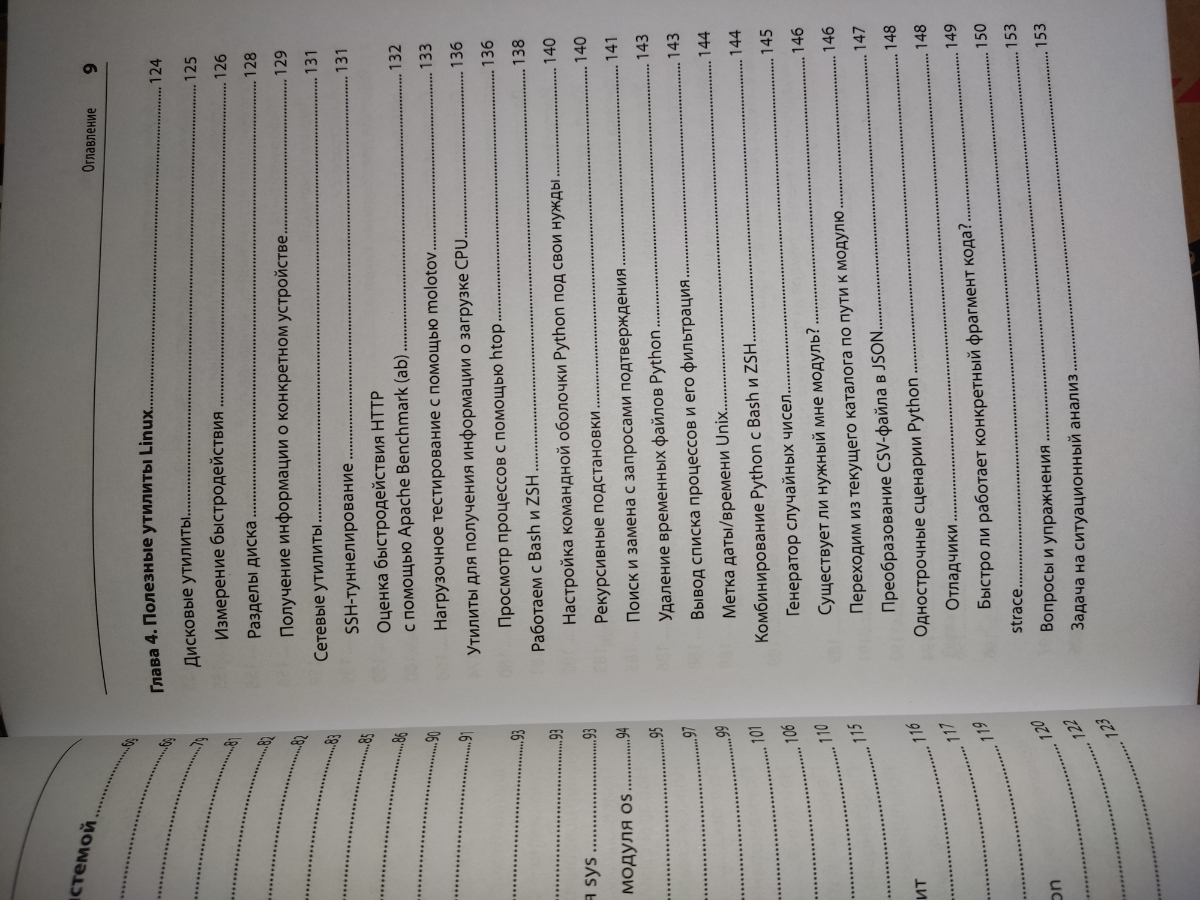 истемой..........69
..........69
..........79
..........81
..........82
..........82
..........83
..........85
..........86
..........90
..........91
..........93
..........93
я sys..........93
модуля os..........94
..........95
..........97
..........99
..........101
..........106
..........110
..........115
ит..........116
..........117
..........119
on..........120
..........122
..........123
Оглавление 9
Глава 4. Полезные утилиты Linux..........124
Дисковые утилиты..........125
Измерение быстродействия..........126
Разделы диска..........128
Получение информации о конкретном устройстве..........129
Сетевые утилиты..........131
SSH-туннелирование..........131
Оценка быстродействия HTTP
с помощью Apache Benchmark (ab)..........132
Нагрузочное тестирование с помощью molotov..........133
Утилиты для получения информации о загрузке CPU..........136
Просмотр процессов с помощью htop..........136
Работаем с Bash и ZSH..........138
Настройка командной оболочки Python под свои нужды..........140
Рекурсивные подстановки..........140
Поиск и замена с запросами подтверждения..........141
Удаление временных файлов Python..........143
Вывод списка процессов и его фильтрация..........143
Метка даты/времени Unix..........144
Комбинирование Python с Bash и ZSH..........144
Генератор случайных чисел..........145
Существует ли нужный мне модуль?..........146
Переходим из текущего каталога по пути к модулю..........146
Преобразование CSV-файла в JSON..........147
Однострочные сценарии Python..........148
Отладчики..........148
Быстро ли работает конкретный фрагмент кода?..........149
strace..........150
Вопросы и упражнения..........153
Задача на ситуационный анализ..........153